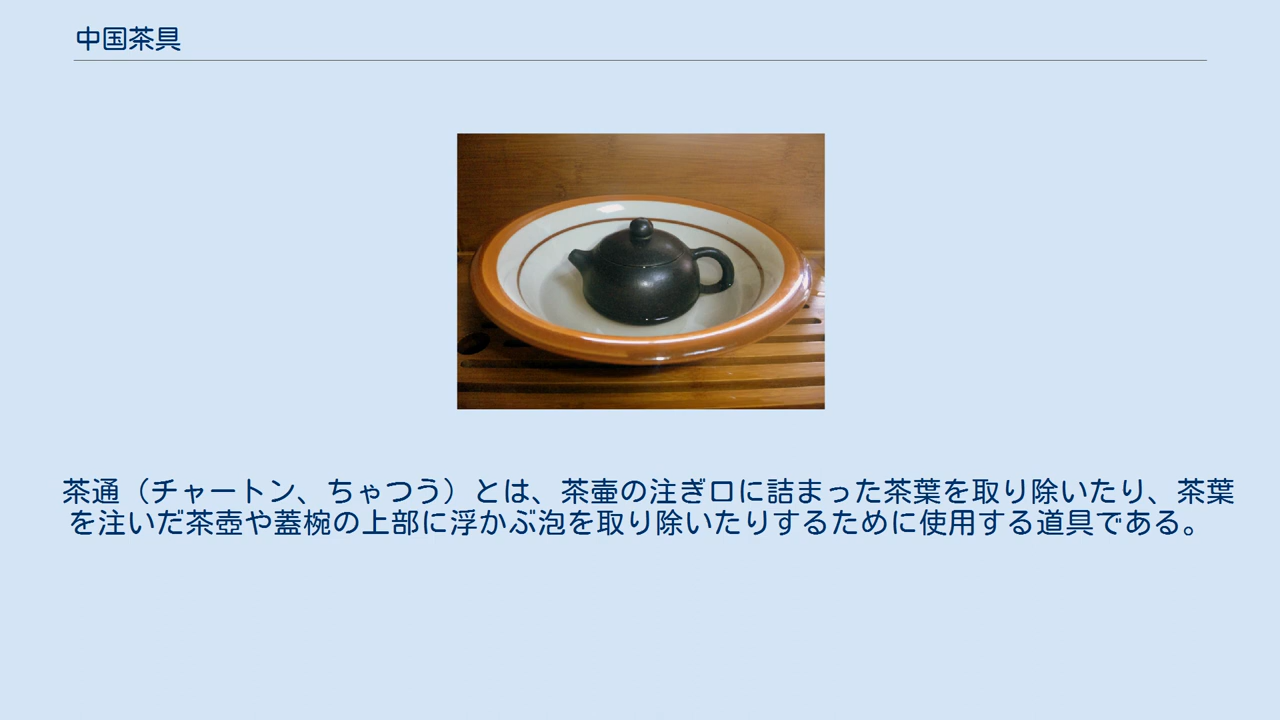 中国茶具
茶通（チャートン、ちゃつう）とは、茶壷の注ぎ口に詰まった茶葉を取り除いたり、茶葉
を注いだ茶壺や蓋椀の上部に浮かぶ泡を取り除いたりするために使用する道具である。